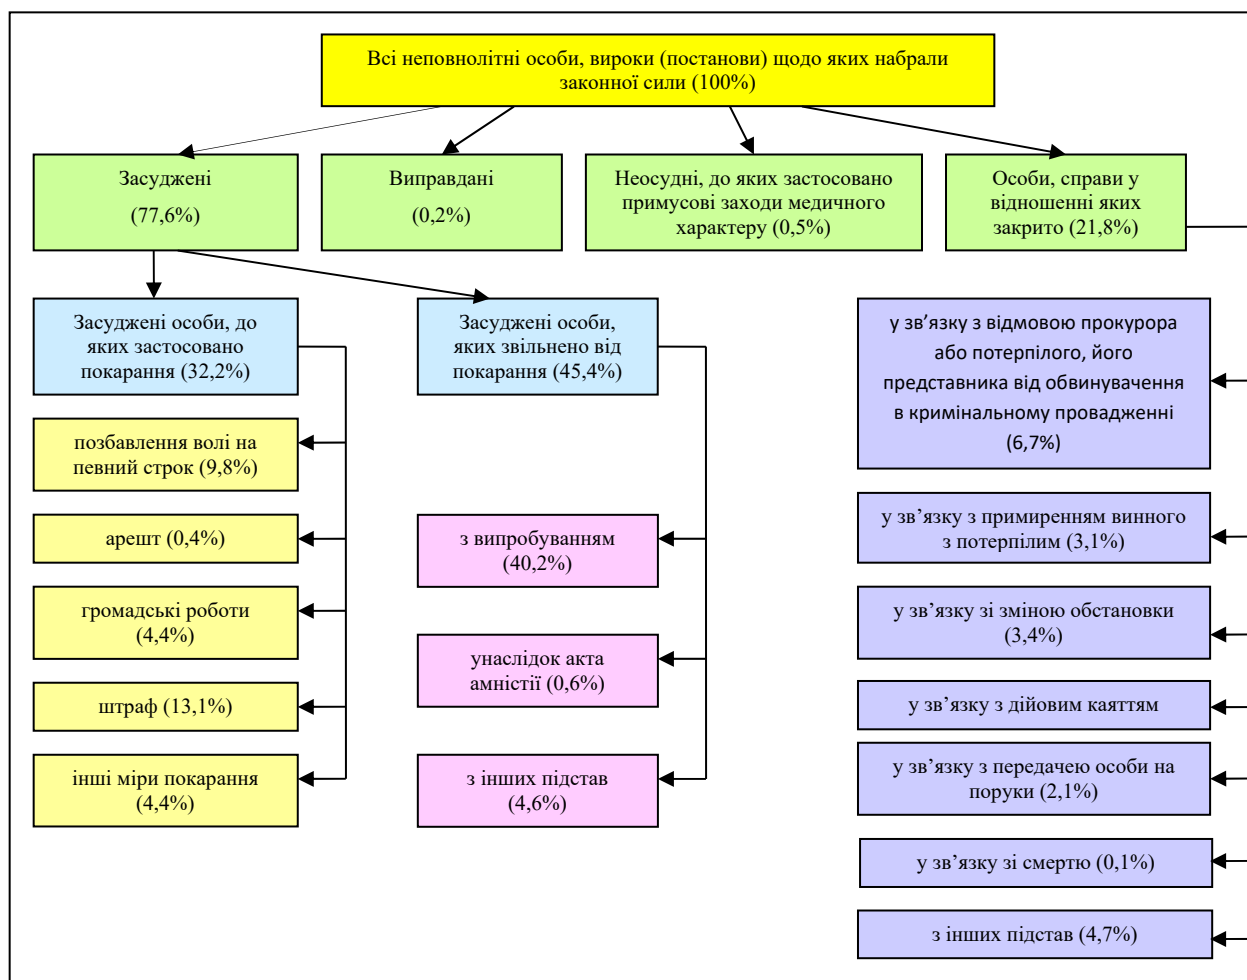 Всі неповнолітні особи, вироки (постанови) щодо яких набрали
законної сили (100%)
Засуджені
(77,6%)
Виправдані
(0,2%)
Неосудні, до яких застосовано
примусові заходи медичного
характеру (0,5%)
Особи, справи у
відношенні яких
закрито (21,8%)
Засуджені особи, до
яких застосовано
покарання (32,2%)
позбавлення волі на
певний строк (9,8%)
арешт (0,4%)
громадські роботи
(4,4%)
штраф (13,1%)
інші міри покарання
(4,4%)
Засуджені особи,
яких звільнено від
покарання (45,4%)
з випробуванням
(40,2%)
унаслідок акта
амністії (0,6%)
з інших підстав
(4,6%)
у зв’язку з відмовою прокурора
або потерпілого, його
представника від обвинувачення
в кримінальному провадженні
(6,7%)
у зв’язку з примиренням винного
з потерпілим (3,1%)
у зв’язку зі зміною обстановки
(3,4%)
у зв’язку з дійовим каяттям
у зв’язку з передачею особи на
поруки (2,1%)
у зв’язку зі смертю (0,1%)
з інших підстав (4,7%)